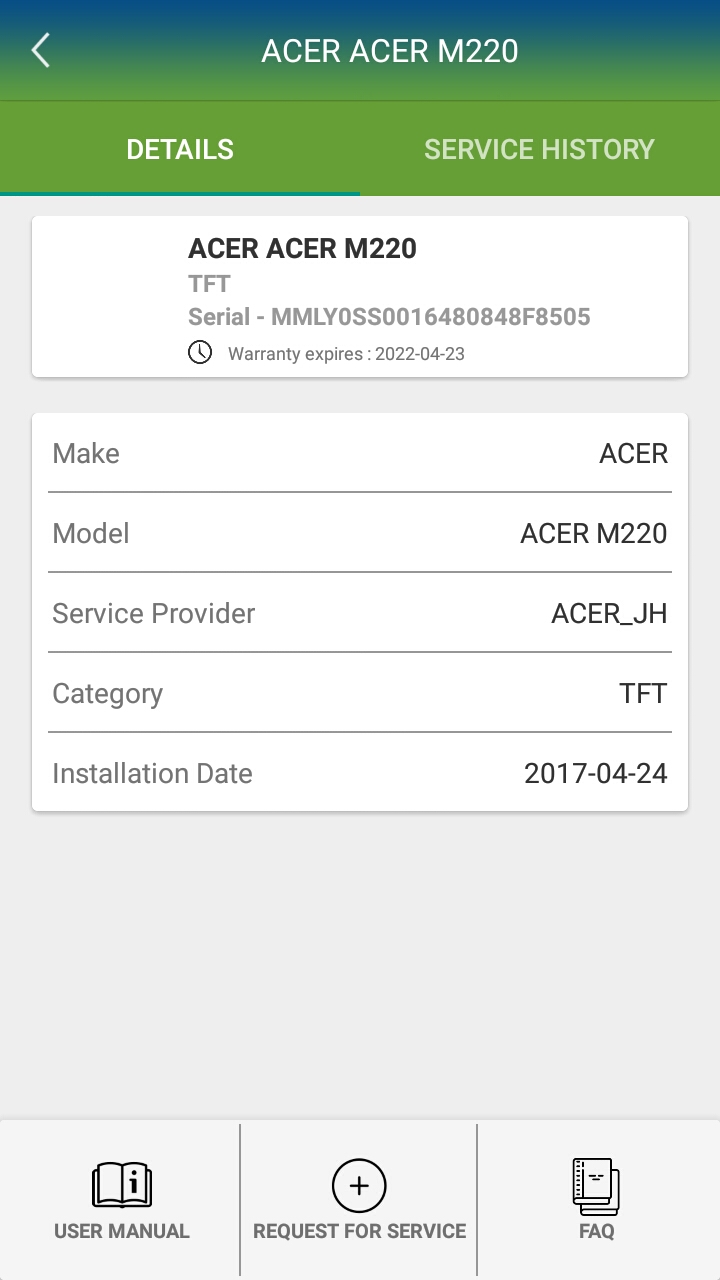 ACER ACER M220
DETAILS SERVICE HISTORY
ACER ACER M220
TFT
Serial - MMLY0SS0016480848F8505
Warranty expires : 2022-04-23
Make ACER
Model ACER M220
Service Provider ACER_JH
Category TFT
Installation Date 2017-04-24
USER MANUAL REQUEST FOR SERVICE FAQ